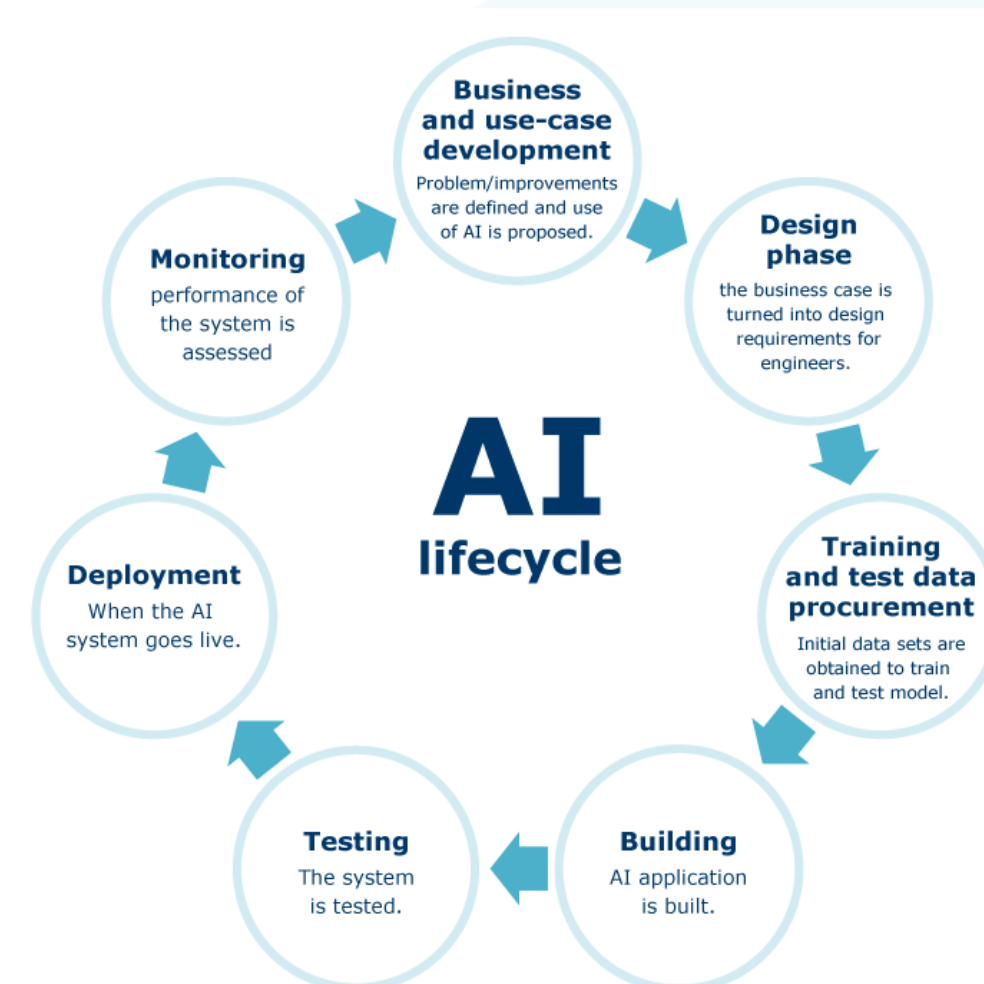 Business
and use-case
development
Problem/improvements
are defined and use
of AI is proposed.
Design
phase
the business case is
turned into design
requirements for
engineers.
Training
and test data
procurement
Initial data sets are
obtained to train
and test model.
Building
AI application
is built.
Testing
The system
is tested.
Deployment
When the AI
system goes live.
Monitoring
performance of
the system is
assessed
AI
lifecycle